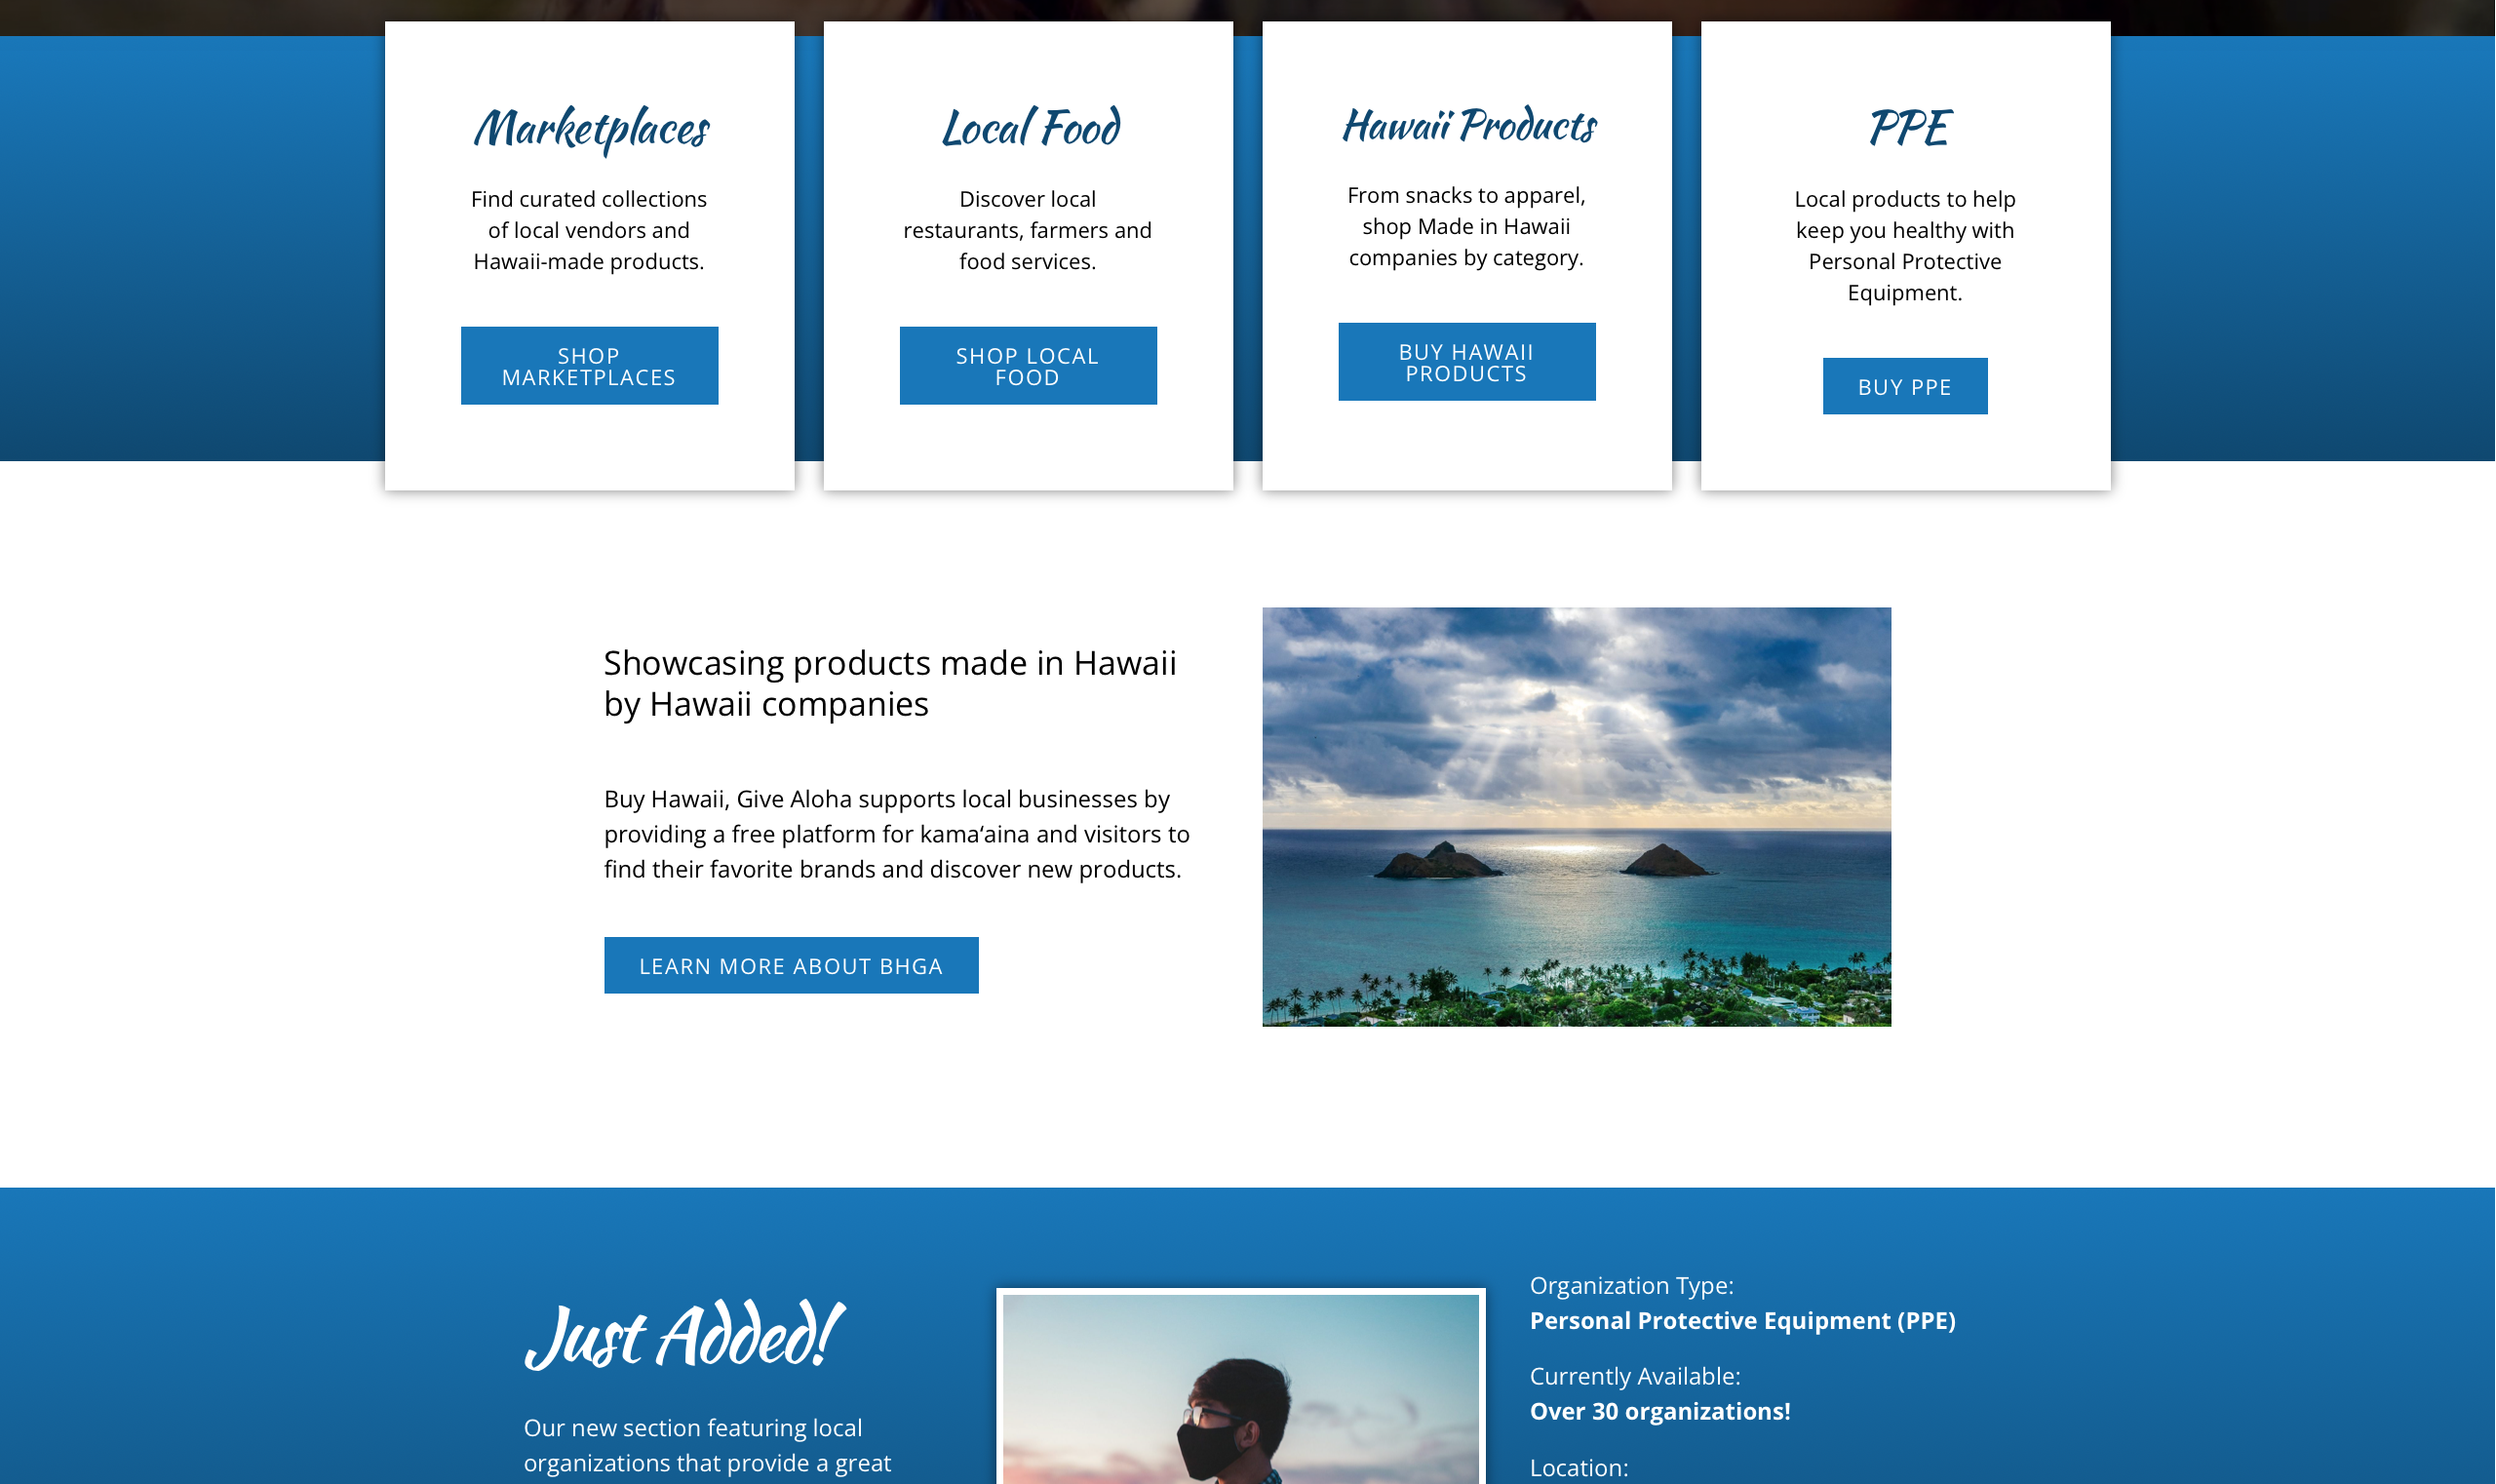 Marketplaces
Find curated collections
of local vendors and
Hawaii-made products.
SHOP
MARKETPLACES
Local Food
Discover local
restaurants, farmers and
food services.
SHOP LOCAL
FOOD
Hawaii Products
From snacks to apparel,
shop Made in Hawaii
companies by category.
BUY HAWAII
PRODUCTS
PPE
Local products to help
keep you healthy with
Personal Protective
Equipment.
BUY PPE
Showcasing products made in Hawaii
by Hawaii companies
Buy Hawaii, Give Aloha supports local businesses by
providing a free platform for kama‘aina and visitors to
find their favorite brands and discover new products.
LEARN MORE ABOUT BHGA
Just Added!
Our new section featuring local
organizations that provide a great
Organization Type:
Personal Protective Equipment (PPE)
Currently Available:
Over 30 organizations!
Location: